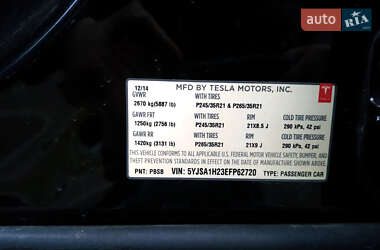 auto RIA
12/14 MFD BY TESLA MOTORS, INC.
GVWR WITH TIRES
2670 kg(5887 lb) P245/35R21 & P265/35R21
GAWR FRT WITH TIRES RIM COLD TIRE PRESSURE
1250kg (2756 lb) P245/35R21 21X8.5 J 290 kPa, 42 psi
GAWR RR WITH TIRES RIM COLD TIRE PRESSURE
1420kg (3131 lb) P265/35R21 21X9 J 290 kPa, 42 psi
THIS VEHICLE CONFORMS TO ALL APPLICABLE U.S. FEDERAL MOTOR VEHICLE
SAFETY, BUMPER, AND THEFT PREVENTION STANDARDS IN EFFECT ON THE DATE OF
MANUFACTURE SHOWN ABOVE.
PNT: PBSB VIN: 5YJSA1H23EFP62720 TYPE: PASSENGER CAR